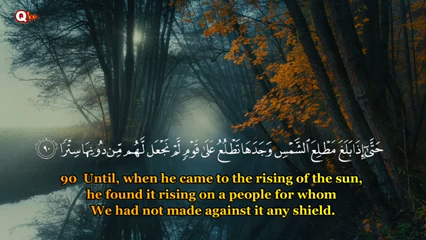 Q
حَتَّىٰٓ إِذَا بَلَغَ مَطْلِعَ ٱلشَّمْسِ وَجَدَهَا تَطْلُعُ عَلَىٰ قَوْمٍ لَّمْ نَجْعَل لَّهُم مِّن دُونِهَا سِتْرًا ٩٠
90 Until, when he came to the rising of the sun,
he found it rising on a people for whom
We had not made against it any shield.